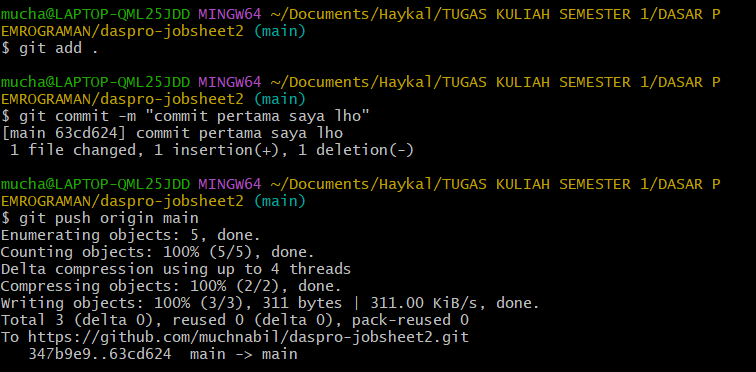 mucha@LAPTOP-QML25JDD MINGW64 ~/Documents/Haykal/TUGAS KULIAH SEMESTER 1/DASAR P
EMROGRAMAN/daspro-jobsheet2 (main)
$ git add .
mucha@LAPTOP-QML25JDD MINGW64 ~/Documents/Haykal/TUGAS KULIAH SEMESTER 1/DASAR P
EMROGRAMAN/daspro-jobsheet2 (main)
$ git commit -m "commit pertama saya lho"
[main 63cd624] commit pertama saya lho
 1 file changed, 1 insertion(+), 1 deletion(-)
mucha@LAPTOP-QML25JDD MINGW64 ~/Documents/Haykal/TUGAS KULIAH SEMESTER 1/DASAR P
EMROGRAMAN/daspro-jobsheet2 (main)
$ git push origin main
Enumerating objects: 5, done.
Counting objects: 100% (5/5), done.
Delta compression using up to 4 threads
Compressing objects: 100% (2/2), done.
Writing objects: 100% (3/3), 311 bytes | 311.00 KiB/s, done.
Total 3 (delta 0), reused 0 (delta 0), pack-reused 0
To https://github.com/muchnabil/daspro-jobsheet2.git
   347b9e9..63cd624  main -> main